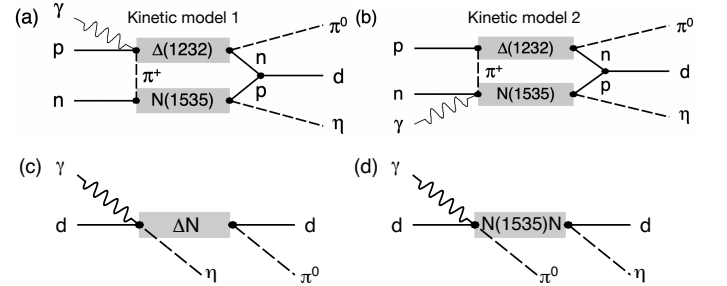 (a) Kinetic model 1
γ
p Δ(1232) n π⁰
π⁺ d
n N(1535) p
η
(b) Kinetic model 2
p Δ(1232) n π⁰
π⁺ d
n N(1535) p
γ η
(c)
γ
d ΔN d
η π⁰
(d)
γ
d N(1535)N d
π⁰ η